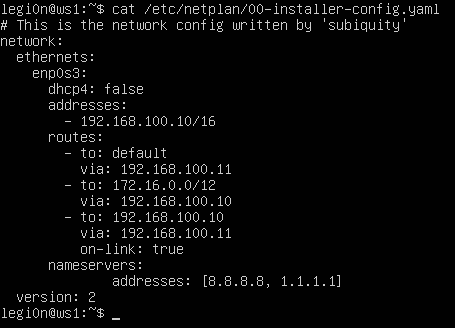 legi0n@ws1:~$ cat /etc/netplan/00-installer-config.yaml
# This is the network config written by 'subiquity'
network:
  ethernets:
    enp0s3:
      dhcp4: false
      addresses:
        - 192.168.100.10/16
      routes:
        - to: default
          via: 192.168.100.11
        - to: 172.16.0.0/12
          via: 192.168.100.10
        - to: 192.168.100.10
          via: 192.168.100.11
          on-link: true
      nameservers:
              addresses: [8.8.8.8, 1.1.1.1]
  version: 2
legi0n@ws1:~$ _